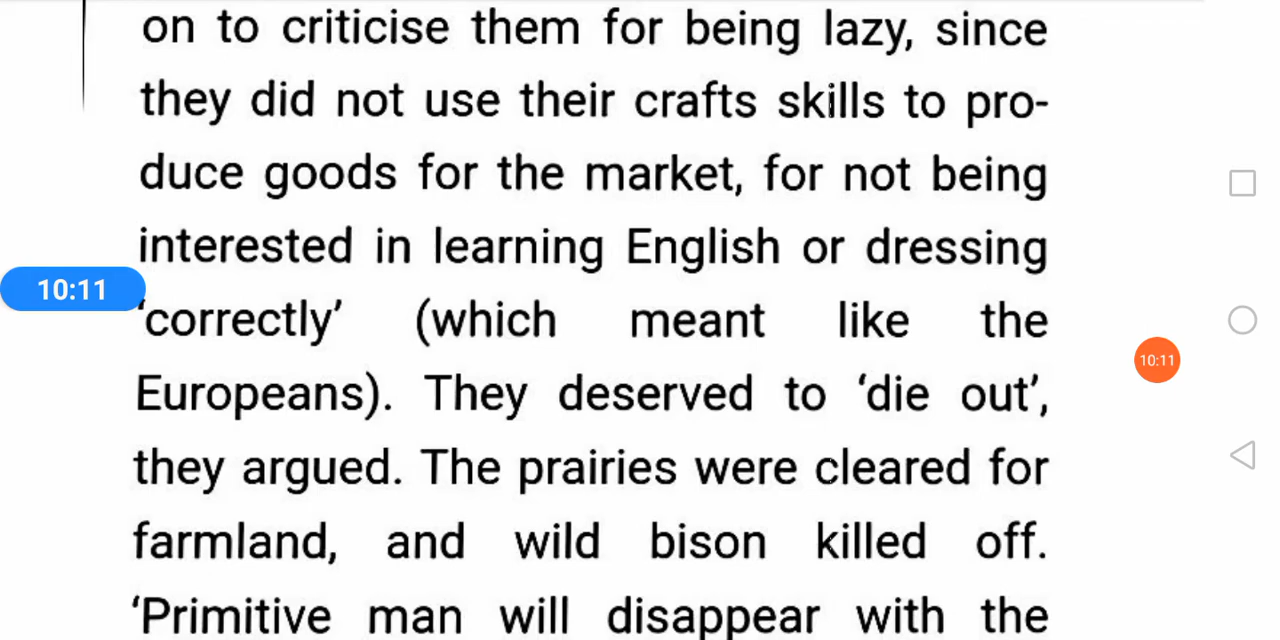 on to criticise them for being lazy, since
they did not use their crafts skills to pro-
duce goods for the market, for not being
interested in learning English or dressing
10:11
‘correctly’ (which meant like the
10:11
Europeans). They deserved to ‘die out’,
they argued. The prairies were cleared for
farmland, and wild bison killed off.
‘Primitive man will disappear with the